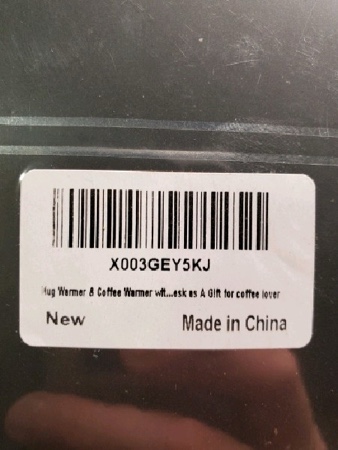 X003GEY5KJ
Mug Warmer & Coffee Warmer wit...esk as A Gift for coffee lover
New
Made in China